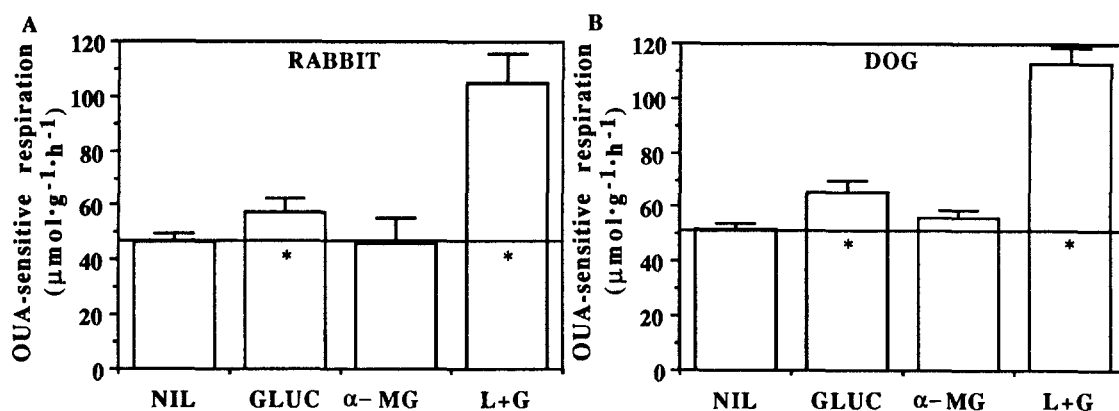 A
RABBIT
OUA-sensitive respiration
(μmol·g⁻¹·h⁻¹)
120
100
80
60
40
20
0
*
*
NIL GLUC α-MG L+G
B
DOG
OUA-sensitive respiration
(μmol·g⁻¹·h⁻¹)
120
100
80
60
40
20
0
*
*
NIL GLUC α-MG L+G